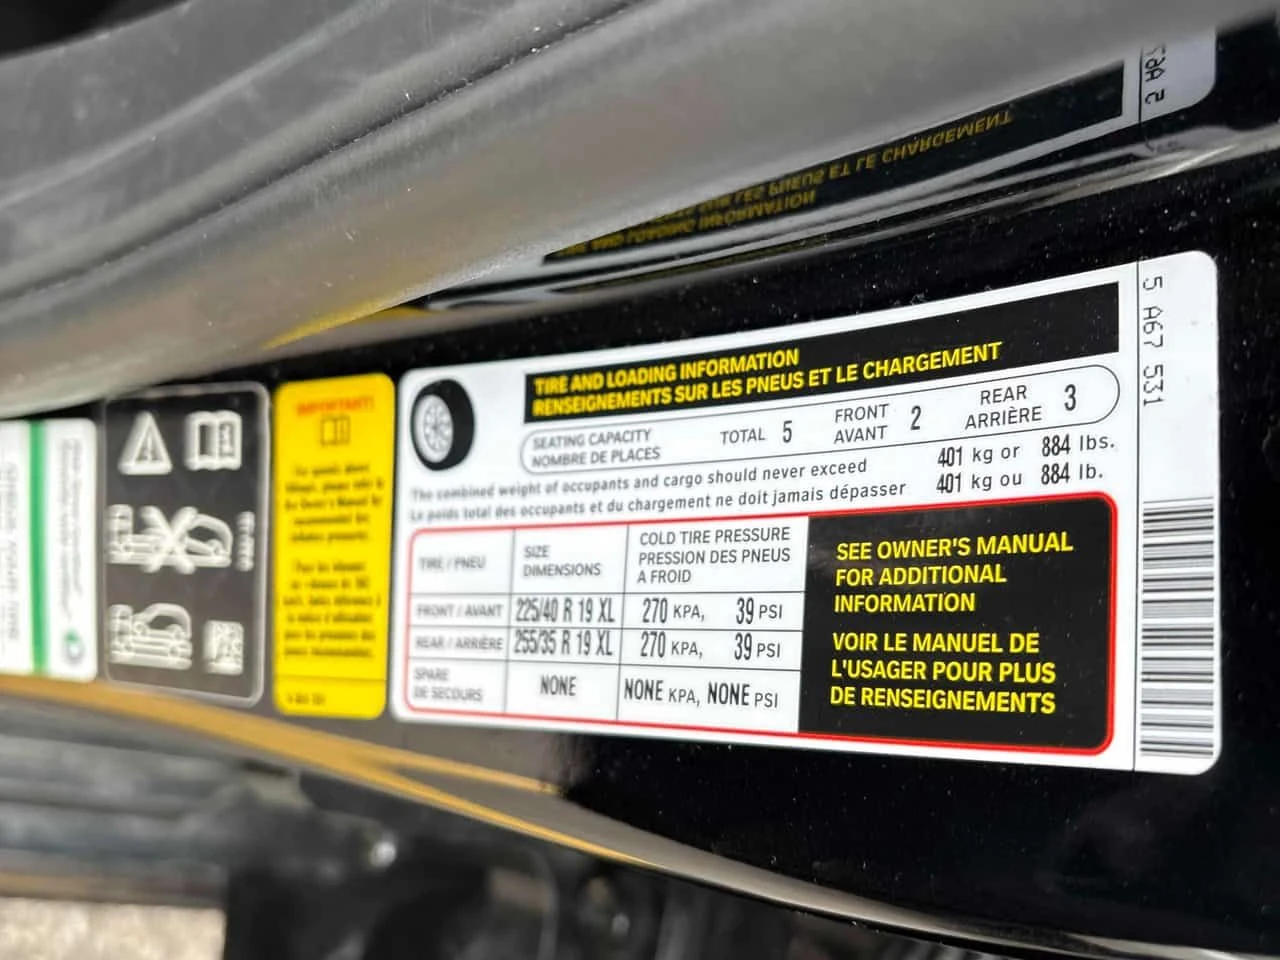 TIRE AND LOADING INFORMATION
RENSEIGNEMENTS SUR LES PNEUS ET LE CHARGEMENT
SEATING CAPACITY
NOMBRE DE PLACES
TOTAL 5
FRONT
AVANT 2
REAR
ARRIÈRE 3
The combined weight of occupants and cargo should never exceed 401 kg or 884 lbs.
Le poids total des occupants et du chargement ne doit jamais dépasser 401 kg ou 884 lb.
TIRE / PNEU
SIZE
DIMENSIONS
COLD TIRE PRESSURE
PRESSION DES PNEUS
A FROID
FRONT / AVANT 225/40 R 19 XL 270 KPA, 39 PSI
REAR / ARRIÈRE 255/35 R 19 XL 270 KPA, 39 PSI
SPARE
DE SECOURS
NONE NONE KPA, NONE PSI
SEE OWNER'S MANUAL
FOR ADDITIONAL
INFORMATION
VOIR LE MANUEL DE
L'USAGER POUR PLUS
DE RENSEIGNEMENTS
5 A67 531
IMPORTANT!